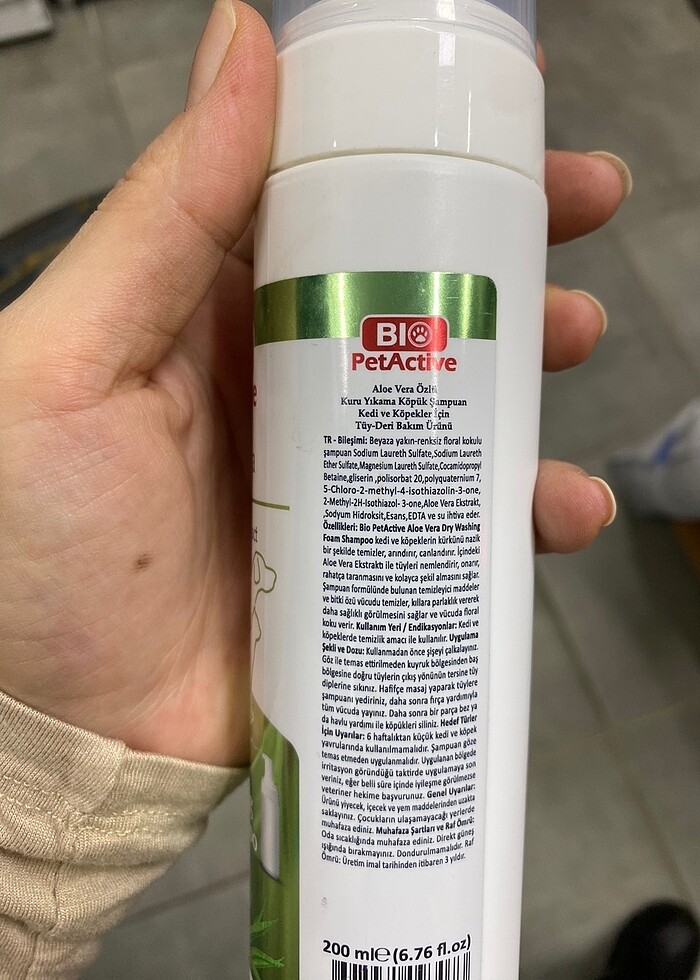 BIO
PetActive
Aloe Vera Özlü
Kuru Yıkama Köpük Şampuan
Kedi ve Köpekler İçin
Tüy-Deri Bakım Ürünü
TR - Bileşimi: Beyaza yakın-renksiz floral kokulu
şampuan Sodium Laureth Sulfate,Sodium Laureth
Ether Sulfate,Magnesium Laureth Sulfate,Cocamidopropyl
Betaine,gliserin ,polisorbat 20,polyquaternium 7,
5-Chloro-2-methyl-4-isothiazolin-3-one,
2-Methyl-2H-Isothiazol- 3-one,Aloe Vera Ekstrakt,
,Sodyum Hidroksit,Esans,EDTA ve su ihtiva eder.
Özellikleri: Bio PetActive Aloe Vera Dry Washing
Foam Shampoo kedi ve köpeklerin kürkünü nazik
bir şekilde temizler, arındırır, canlandırır. İçindeki
Aloe Vera Ekstraktı ile tüyleri nemlendirir, onarır,
rahatça taranmasını ve kolayca şekil almasını sağlar.
Şampuan formülünde bulunan temizleyici maddeler
ve bitki özü vücudu temizler, kıllara parlaklık vererek
daha sağlıklı görülmesini sağlar ve vücuda floral
koku verir. Kullanım Yeri / Endikasyonlar: Kedi ve
köpeklerde temizlik amacı ile kullanılır. Uygulama
Şekli ve Dozu: Kullanmadan önce şişeyi çalkalayınız.
Göz ile temas ettirilmeden kuyruk bölgesinden baş
bölgesine doğru tüylerin çıkış yönünün tersine tüy
diplerine sıkınız. Hafifçe masaj yaparak tüylere
şampuanı yediriniz, daha sonra fırça yardımıyla
tüm vücuda yayınız. Daha sonra bir parça bez ya
da havlu yardımı ile köpükleri siliniz. Hedef Türler
İçin Uyarılar: 6 haftalıktan küçük kedi ve köpek
yavrularında kullanılmamalıdır. Şampuan göze
temas etmeden uygulanmalıdır. Uygulanan bölgede
irritasyon göründüğü taktirde uygulamaya son
veriniz, eğer belli süre içinde iyileşme görülmezse
veteriner hekime başvurunuz. Genel Uyarılar:
Ürünü yiyecek, içecek ve yem maddelerinden uzakta
saklayınız. Çocukların ulaşamayacağı yerlerde
muhafaza ediniz. Muhafaza Şartları ve Raf Ömrü:
Oda sıcaklığında muhafaza ediniz. Direkt güneş
ışığında bırakmayınız. Dondurulmamalıdır. Raf
Ömrü: Üretim imal tarihinden itibaren 3 yıldır.
200 ml℮ (6.76 fl.oz)